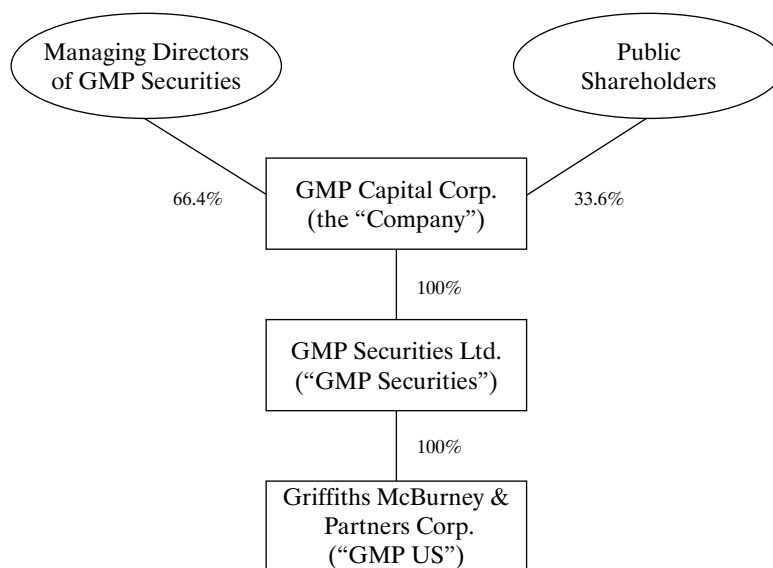 Managing Directors
of GMP Securities
Public
Shareholders
66.4%
GMP Capital Corp.
(the “Company”)
33.6%
100%
GMP Securities Ltd.
(“GMP Securities”)
100%
Griffiths McBurney &
Partners Corp.
(“GMP US”)